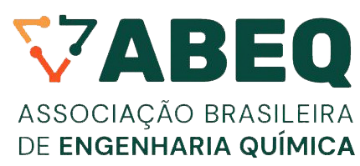 ABEQ
ASSOCIAÇÃO BRASILEIRA
DE ENGENHARIA QUÍMICA